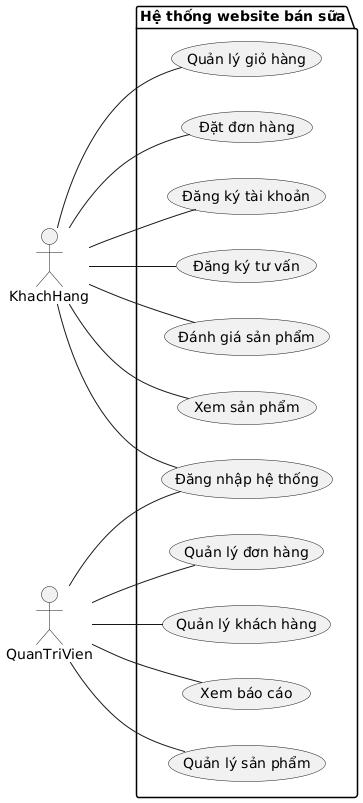 Hệ thống website bán sữa
Quản lý giỏ hàng
Đặt đơn hàng
Đăng ký tài khoản
Đăng ký tư vấn
KhachHang
Đánh giá sản phẩm
Xem sản phẩm
Đăng nhập hệ thống
Quản lý đơn hàng
Quản lý khách hàng
QuanTriVien
Xem báo cáo
Quản lý sản phẩm